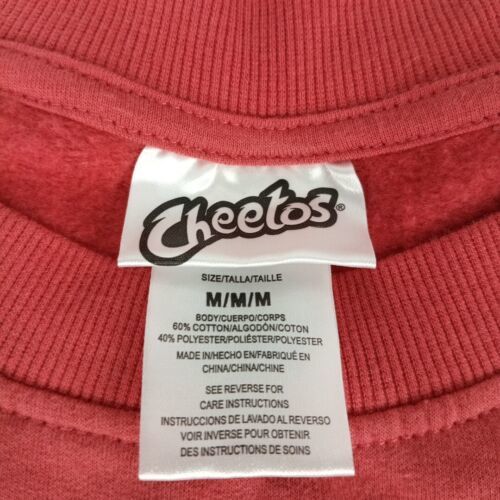 Cheetos®
SIZE/TALLA/TAILLE
M/M/M
BODY/CUERPO/CORPS
60% COTTON/ALGODÓN/COTON
40% POLYESTER/POLIÉSTER/POLYESTER
MADE IN/HECHO EN/FABRIQUÉ EN
CHINA/CHINA/CHINE
SEE REVERSE FOR
CARE INSTRUCTIONS
INSTRUCCIONES DE LAVADO AL REVERSO
VOIR INVERSE POUR OBTENIR
DES INSTRUCTIONS DE SOINS